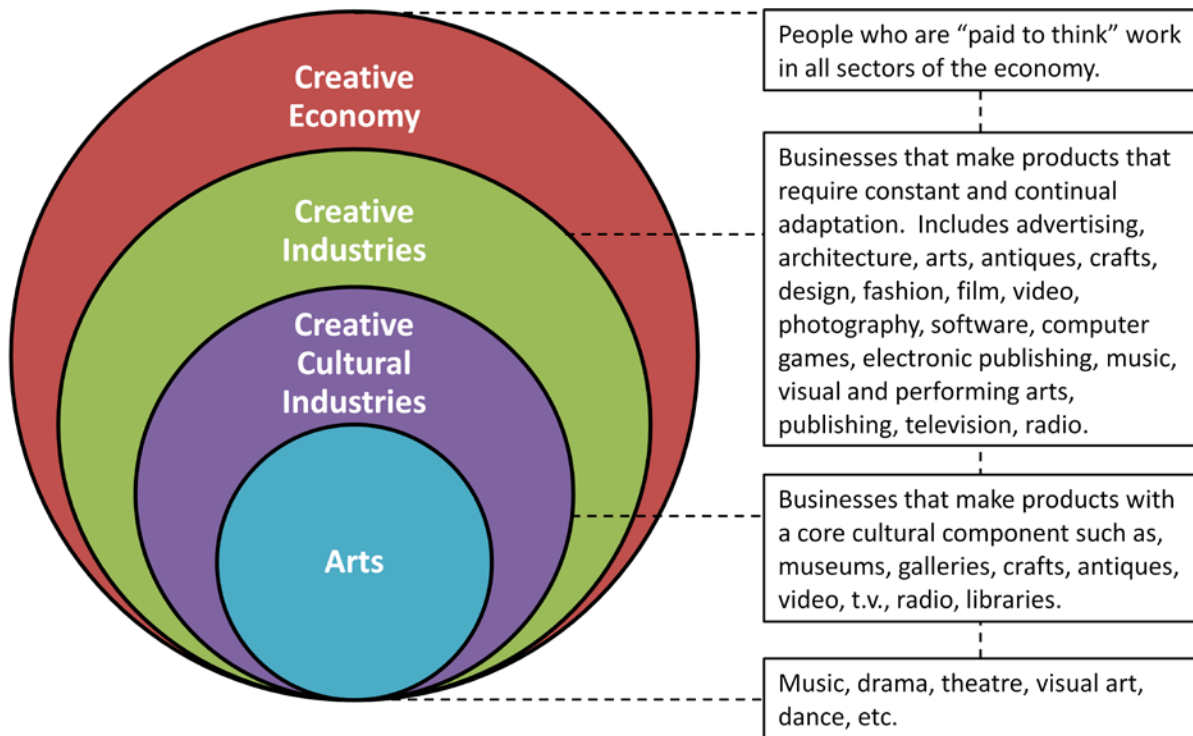 Creative
Economy
Creative
Industries
Creative
Cultural
Industries
Arts
People who are “paid to think” work
in all sectors of the economy.
Businesses that make products that
require constant and continual
adaptation.  Includes advertising,
architecture, arts, antiques, crafts,
design, fashion, film, video,
photography, software, computer
games, electronic publishing, music,
visual and performing arts,
publishing, television, radio.
Businesses that make products with
a core cultural component such as,
museums, galleries, crafts, antiques,
video, t.v., radio, libraries.
Music, drama, theatre, visual art,
dance, etc.